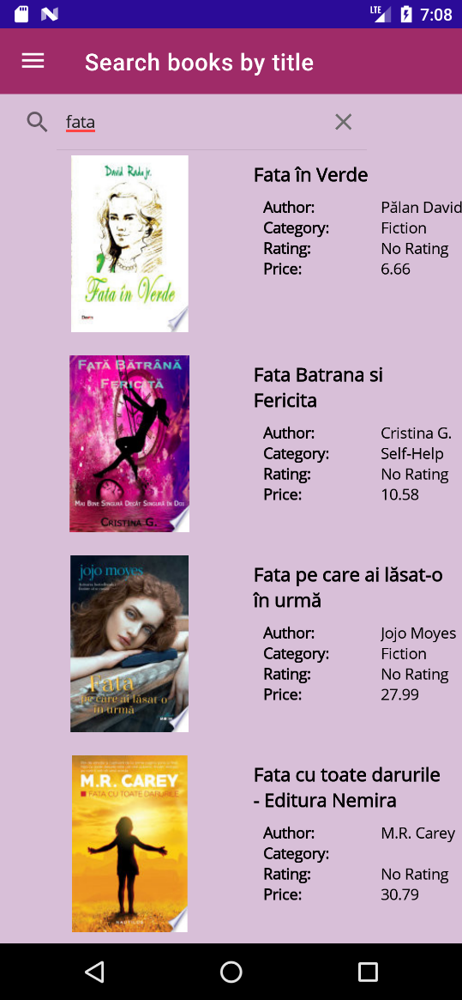 LTE 7:08
Search books by title
fata
David Radu jr.
Fata în Verde
Fata în Verde
Author: Pălan David
Category: Fiction
Rating: No Rating
Price: 6.66
FATĂ BĂTRÂNĂ
FERICITĂ
MAI BINE SINGURĂ DECÂT SINGURĂ ÎN DOI
CRISTINA G.
Fata Batrana si
Fericita
Author: Cristina G.
Category: Self-Help
Rating: No Rating
Price: 10.58
jojo moyes
Fata
pe care ai lăsat-o
în urmă
Fata pe care ai lăsat-o
în urmă
Author: Jojo Moyes
Category: Fiction
Rating: No Rating
Price: 27.99
M.R. CAREY
FATA CU TOATE DARURILE
NAUTILUS
Fata cu toate darurile
- Editura Nemira
Author: M.R. Carey
Category:
Rating: No Rating
Price: 30.79